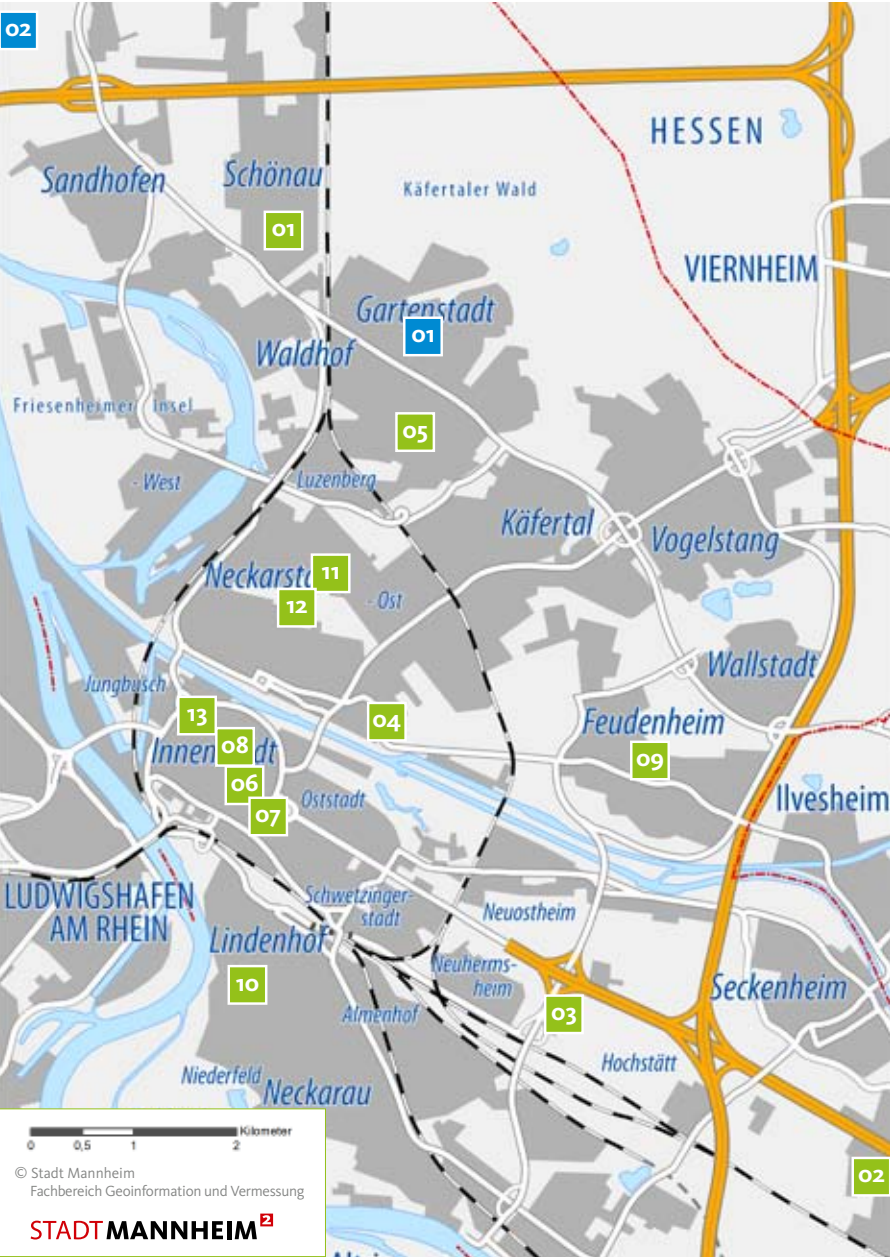 02
HESSEN
Sandhofen
Schönau
Käfertaler Wald
01
VIERNHEIM
Gartenstadt
01
Waldhof
Friesenheimer Insel
05
- West
Luzenberg
Käfertal
Vogelstang
Neckarsta
11
12
- Ost
Wallstadt
Jungbusch
13
04
Feudenheim
Innen
08
dt
09
06
Oststadt
Ilvesheim
07
LUDWIGSHAFEN
AM RHEIN
Schwetzinger-
stadt
Neuostheim
Lindenhof
Neuherms-
heim
10
Seckenheim
Almenhof
03
Hochstätt
Niederfeld
Neckarau
Kilometer
0 0,5 1 2
02
© Stadt Mannheim
Fachbereich Geoinformation und Vermessung
STADTMANNHEIM2